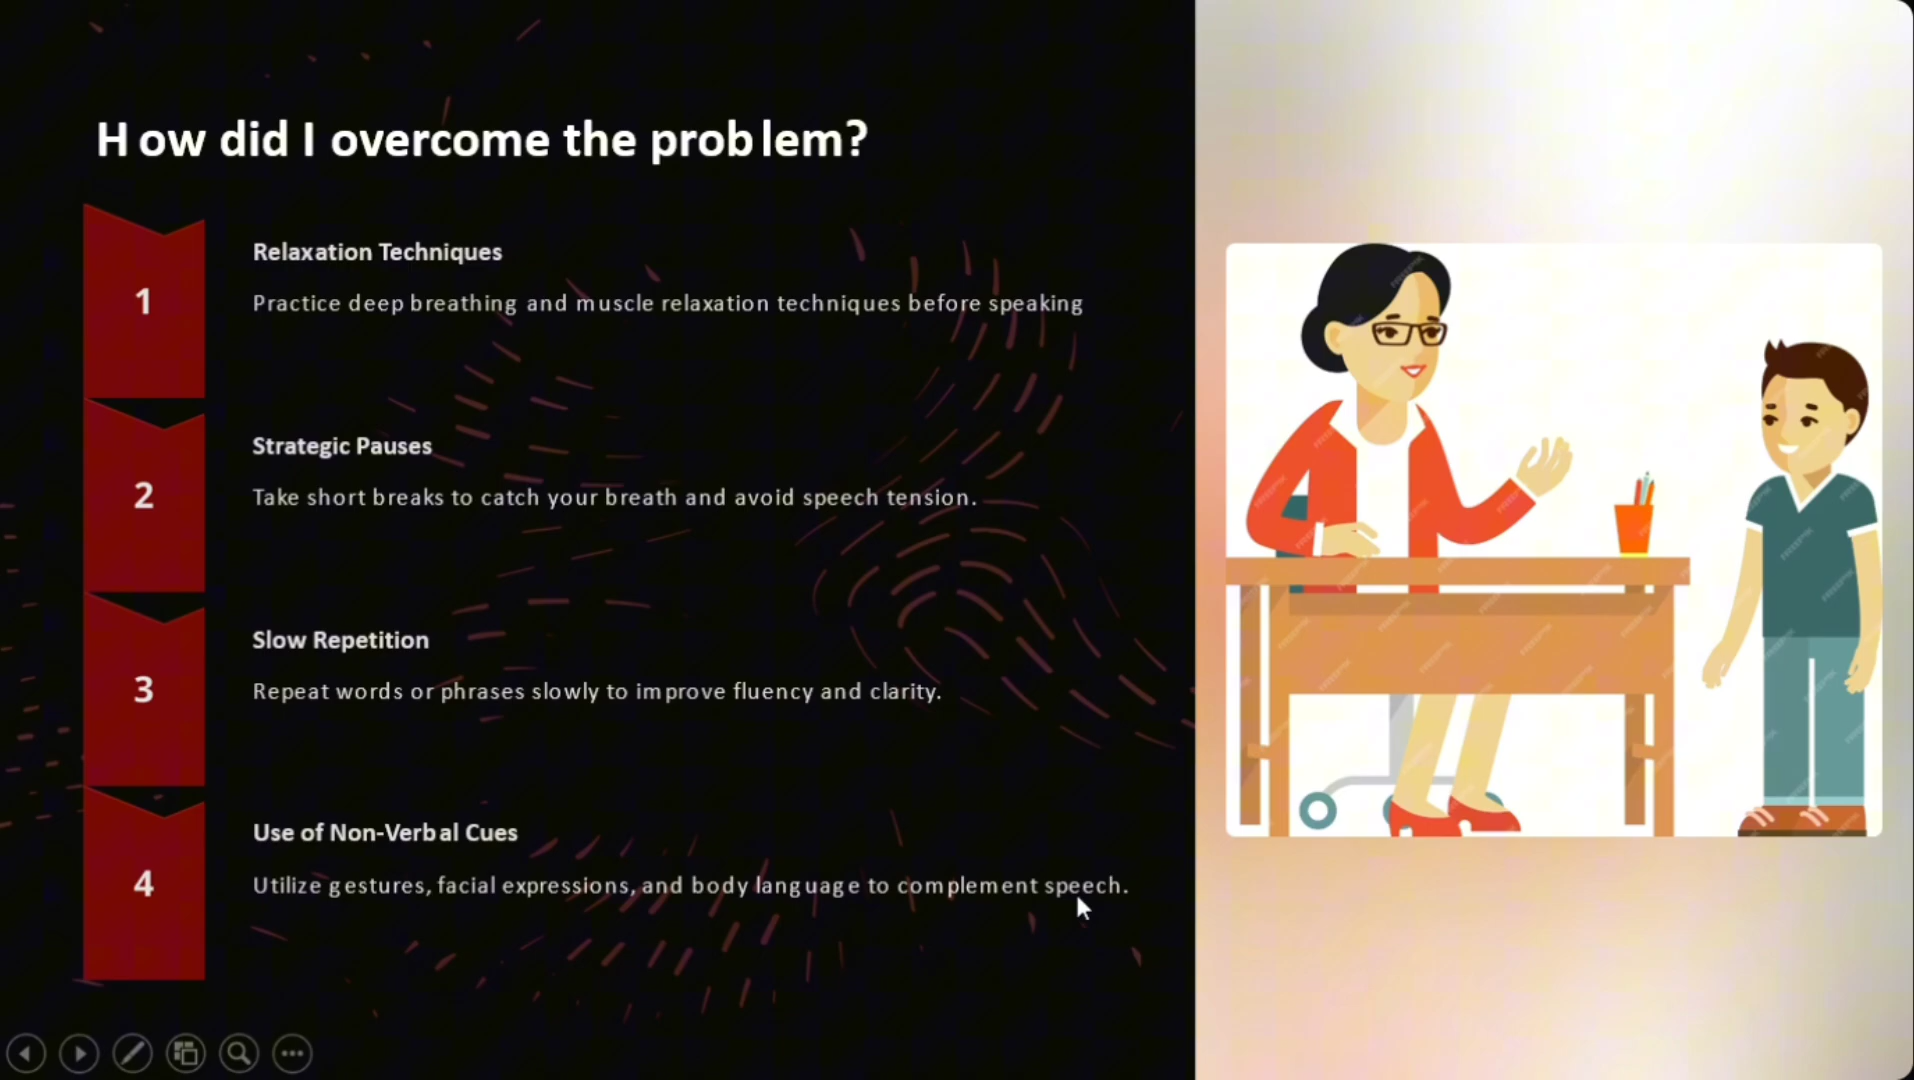 How did I overcome the problem?
1
Relaxation Techniques
Practice deep breathing and muscle relaxation techniques before speaking
2
Strategic Pauses
Take short breaks to catch your breath and avoid speech tension.
3
Slow Repetition
Repeat words or phrases slowly to improve fluency and clarity.
4
Use of Non-Verbal Cues
Utilize gestures, facial expressions, and body language to complement speech.